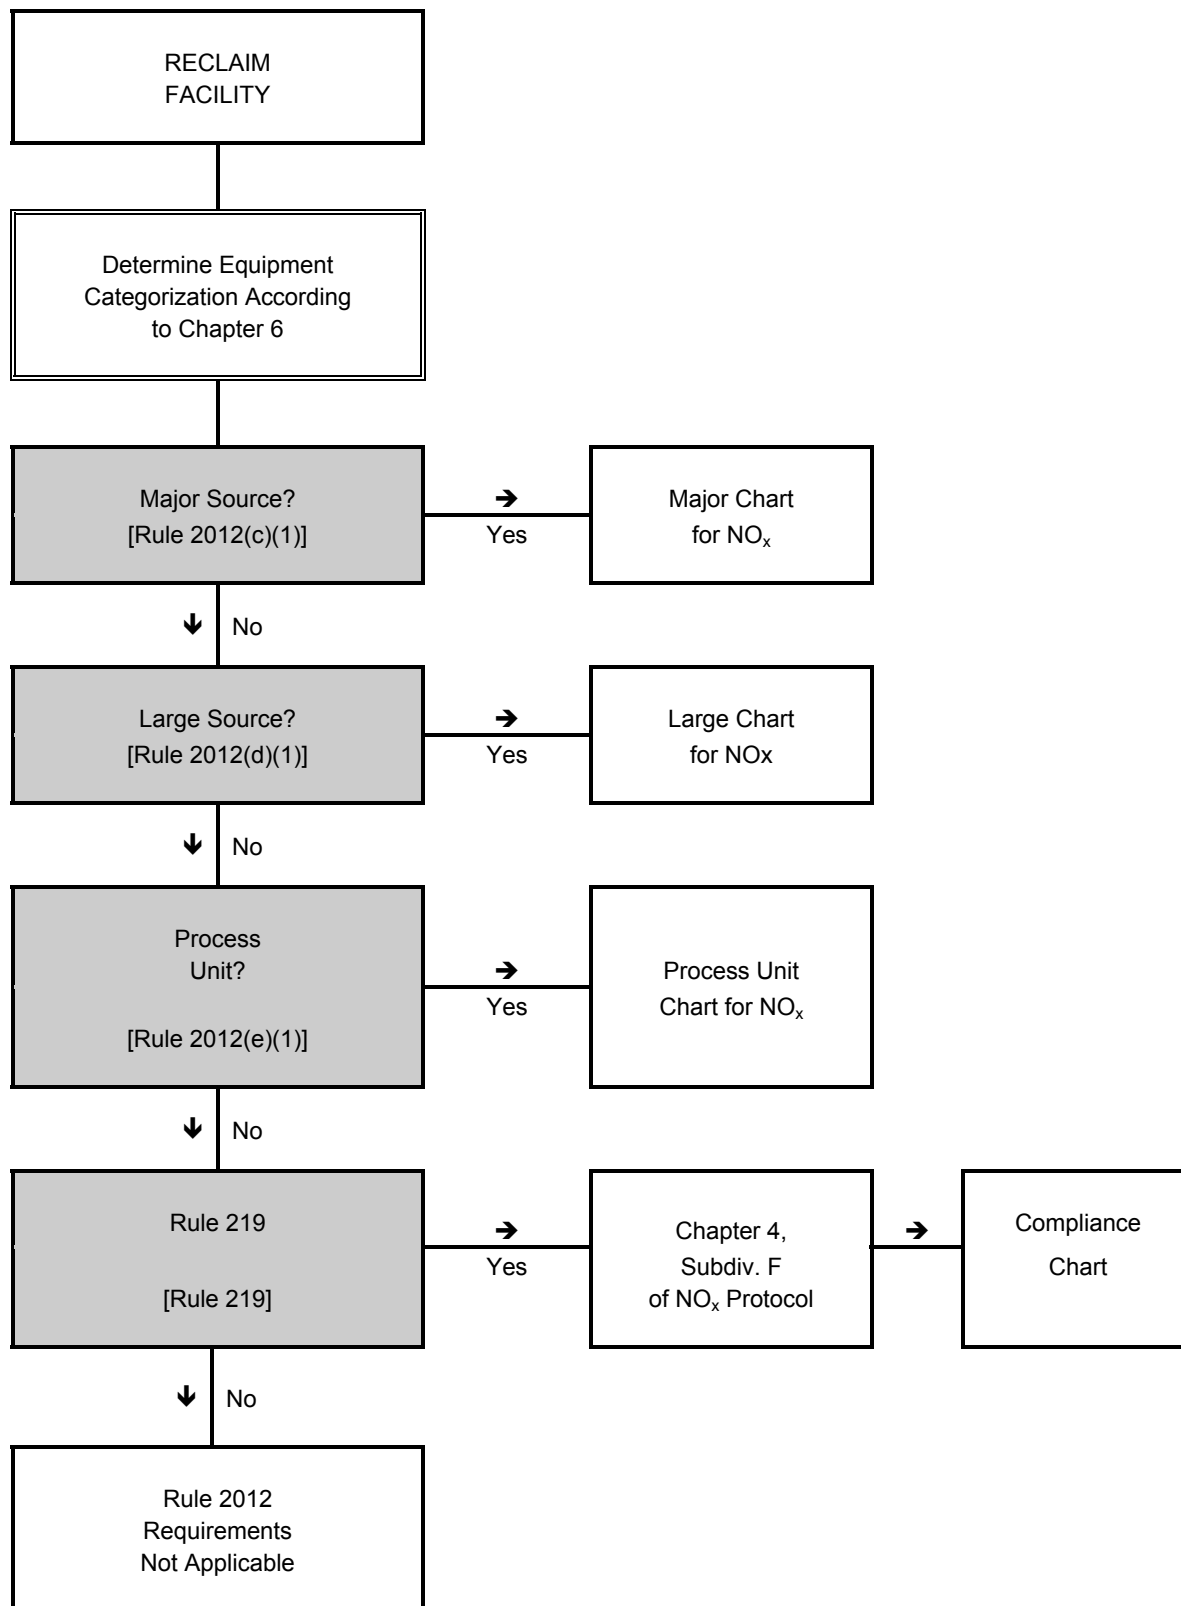 RECLAIM
FACILITY
Determine Equipment
Categorization According
to Chapter 6
Major Source?
[Rule 2012(c)(1)]
➔
Yes
Major Chart
for NOₓ
🡻 No
Large Source?
[Rule 2012(d)(1)]
➔
Yes
Large Chart
for NOx
🡻 No
Process
Unit?
[Rule 2012(e)(1)]
➔
Yes
Process Unit
Chart for NOₓ
🡻 No
Rule 219
[Rule 219]
➔
Yes
Chapter 4,
Subdiv. F
of NOₓ Protocol
➔
Compliance
Chart
🡻 No
Rule 2012
Requirements
Not Applicable